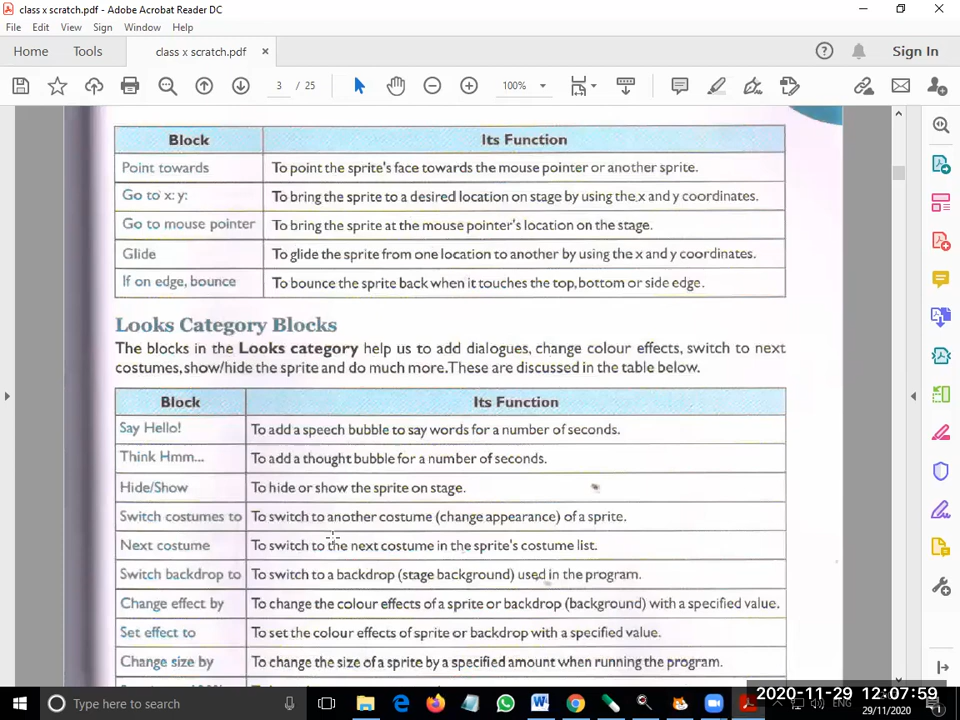 class x scratch.pdf - Adobe Acrobat Reader DC
File Edit View Sign Window Help
Home Tools class x scratch.pdf × Sign In
3 / 25 100%
Block Its Function
Point towards To point the sprite's face towards the mouse pointer or another sprite.
Go to x: y: To bring the sprite to a desired location on stage by using the x and y coordinates.
Go to mouse pointer To bring the sprite at the mouse pointer's location on the stage.
Glide To glide the sprite from one location to another by using the x and y coordinates.
If on edge, bounce To bounce the sprite back when it touches the top, bottom or side edge.
Looks Category Blocks
The blocks in the Looks category help us to add dialogues, change colour effects, switch to next
costumes, show/hide the sprite and do much more. These are discussed in the table below.
Block Its Function
Say Hello! To add a speech bubble to say words for a number of seconds.
Think Hmm... To add a thought bubble for a number of seconds.
Hide/Show To hide or show the sprite on stage.
Switch costumes to To switch to another costume (change appearance) of a sprite.
Next costume To switch to the next costume in the sprite's costume list.
Switch backdrop to To switch to a backdrop (stage background) used in the program.
Change effect by To change the colour effects of a sprite or backdrop (background) with a specified value.
Set effect to To set the colour effects of sprite or backdrop with a specified value.
Change size by To change the size of a sprite by a specified amount when running the program.
Type here to search
2020-11-29 12:07:59
ENG
29/11/2020